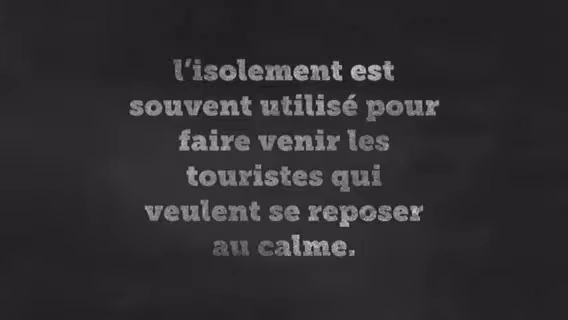 l'isolement est
souvent utilisé pour
faire venir les
touristes qui
veulent se reposer
au calme.